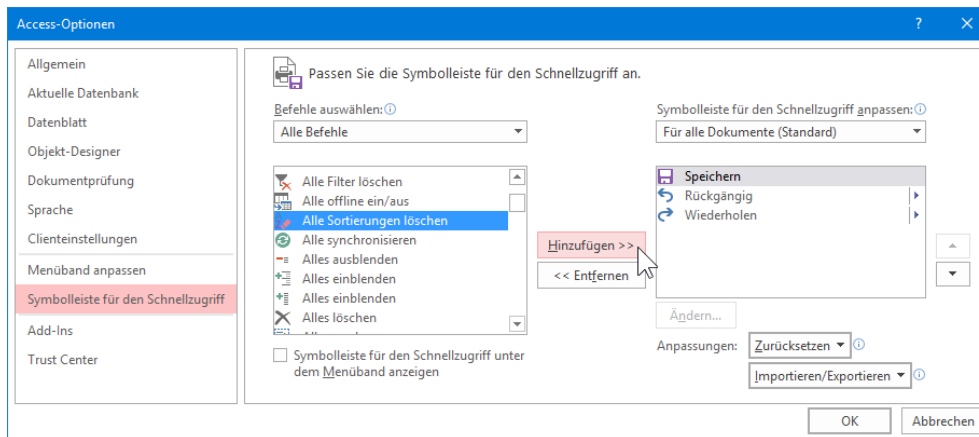 Access-Optionen
?
Allgemein
Aktuelle Datenbank
Datenblatt
Objekt-Designer
Dokumentprüfung
Sprache
Clienteinstellungen
Menüband anpassen
Symbolleiste für den Schnellzugriff
Add-Ins
Trust Center
Passen Sie die Symbolleiste für den Schnellzugriff an.
Befehle auswählen:
Alle Befehle
Alle Filter löschen
Alle offline ein/aus
Alle Sortierungen löschen
Alle synchronisieren
Alles ausblenden
Alles einblenden
Alles einblenden
Alles löschen
Symbolleiste für den Schnellzugriff unter
dem Menüband anzeigen
Hinzufügen >>
<< Entfernen
Symbolleiste für den Schnellzugriff anpassen:
Für alle Dokumente (Standard)
Speichern
Rückgängig
Wiederholen
Ändern...
Anpassungen:
Zurücksetzen
Importieren/Exportieren
OK
Abbrechen